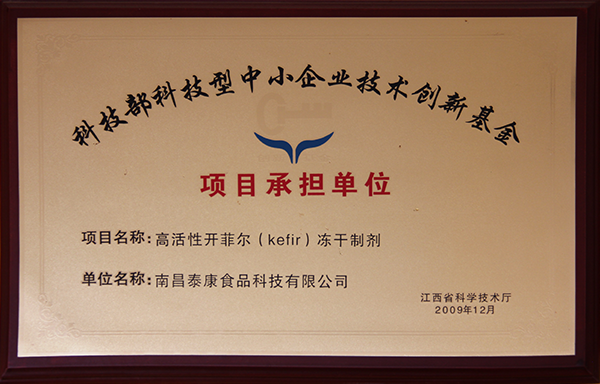 科技部科技型中小企业技术创新基金
项目承担单位
项目名称：高活性开菲尔（kefir）冻干制剂
单位名称：南昌泰康食品科技有限公司
江西省科学技术厅
2009年12月